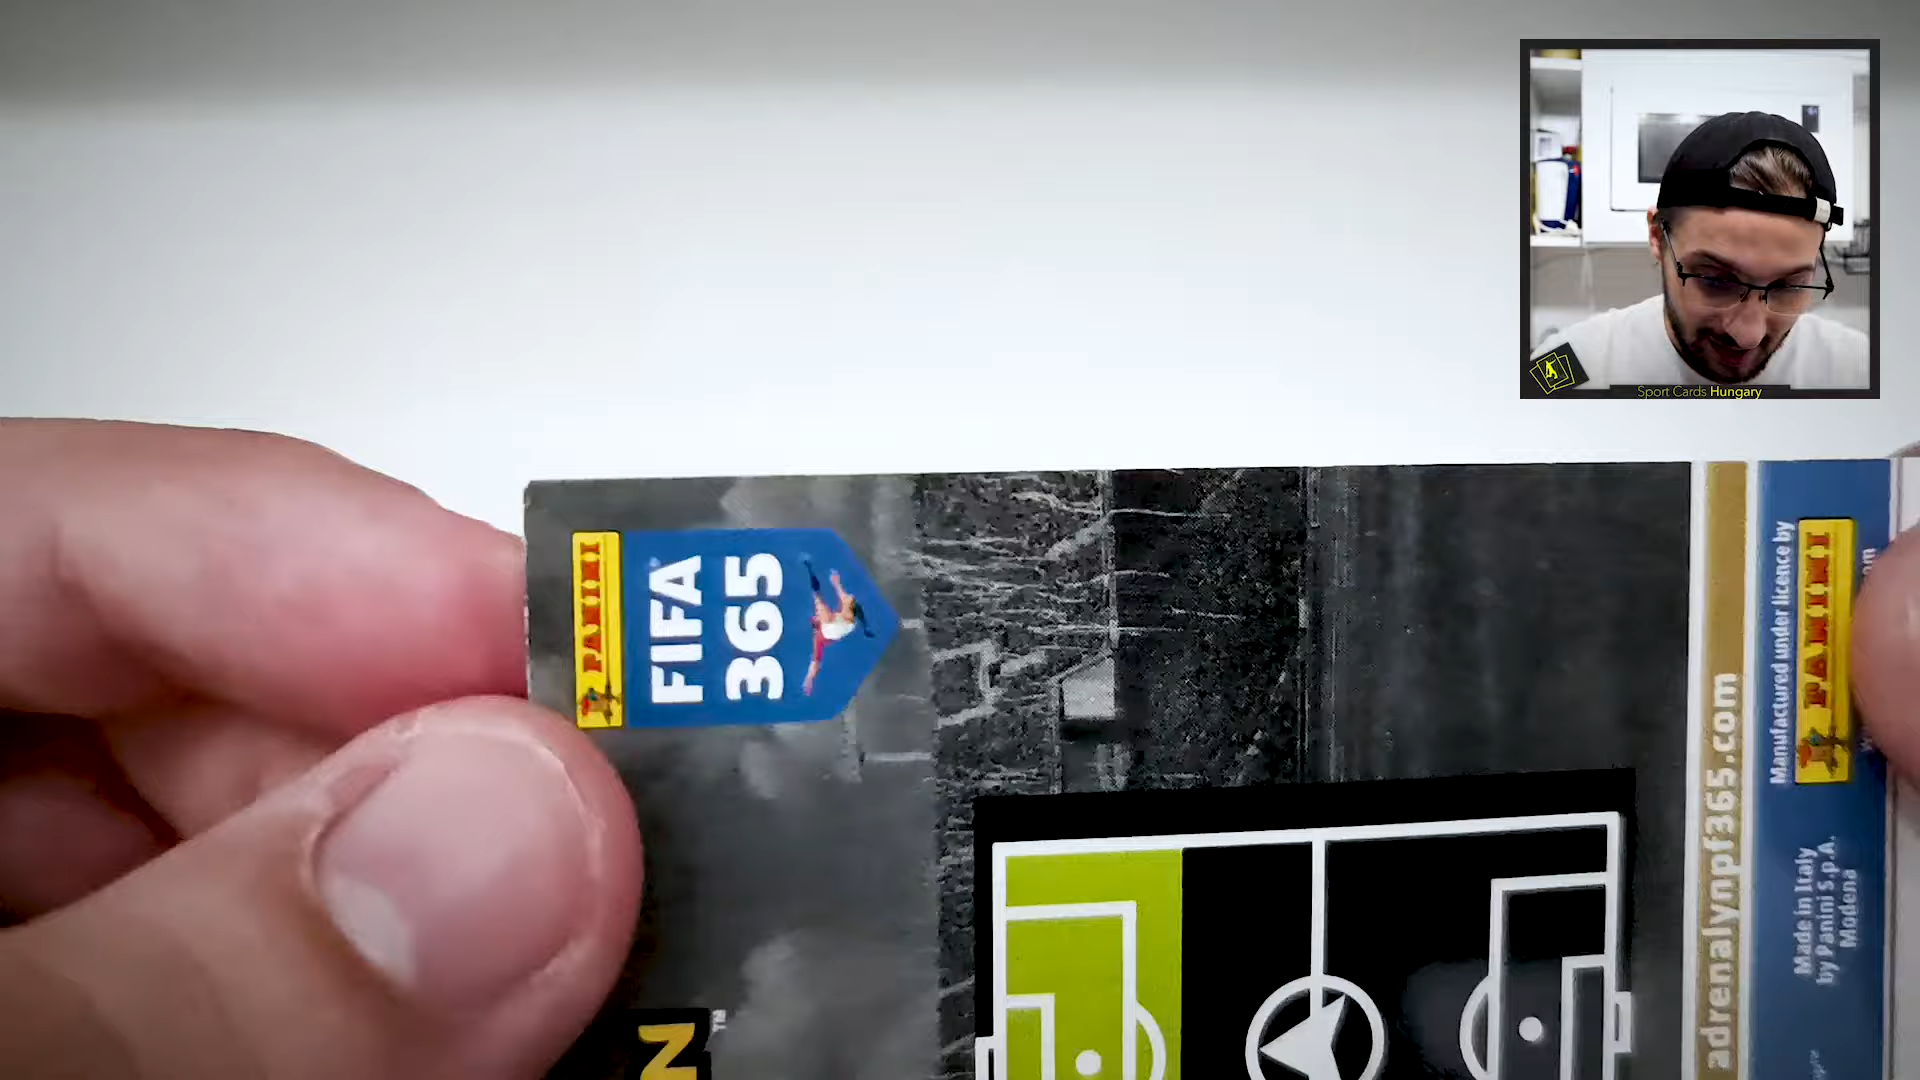 Sport Cards Hungary
PANINI
FIFA
365
N™
adrenalynpf365.com
Manufactured under licence by
PANINI
Made in Italy
by Panini S.p.A.
Modena